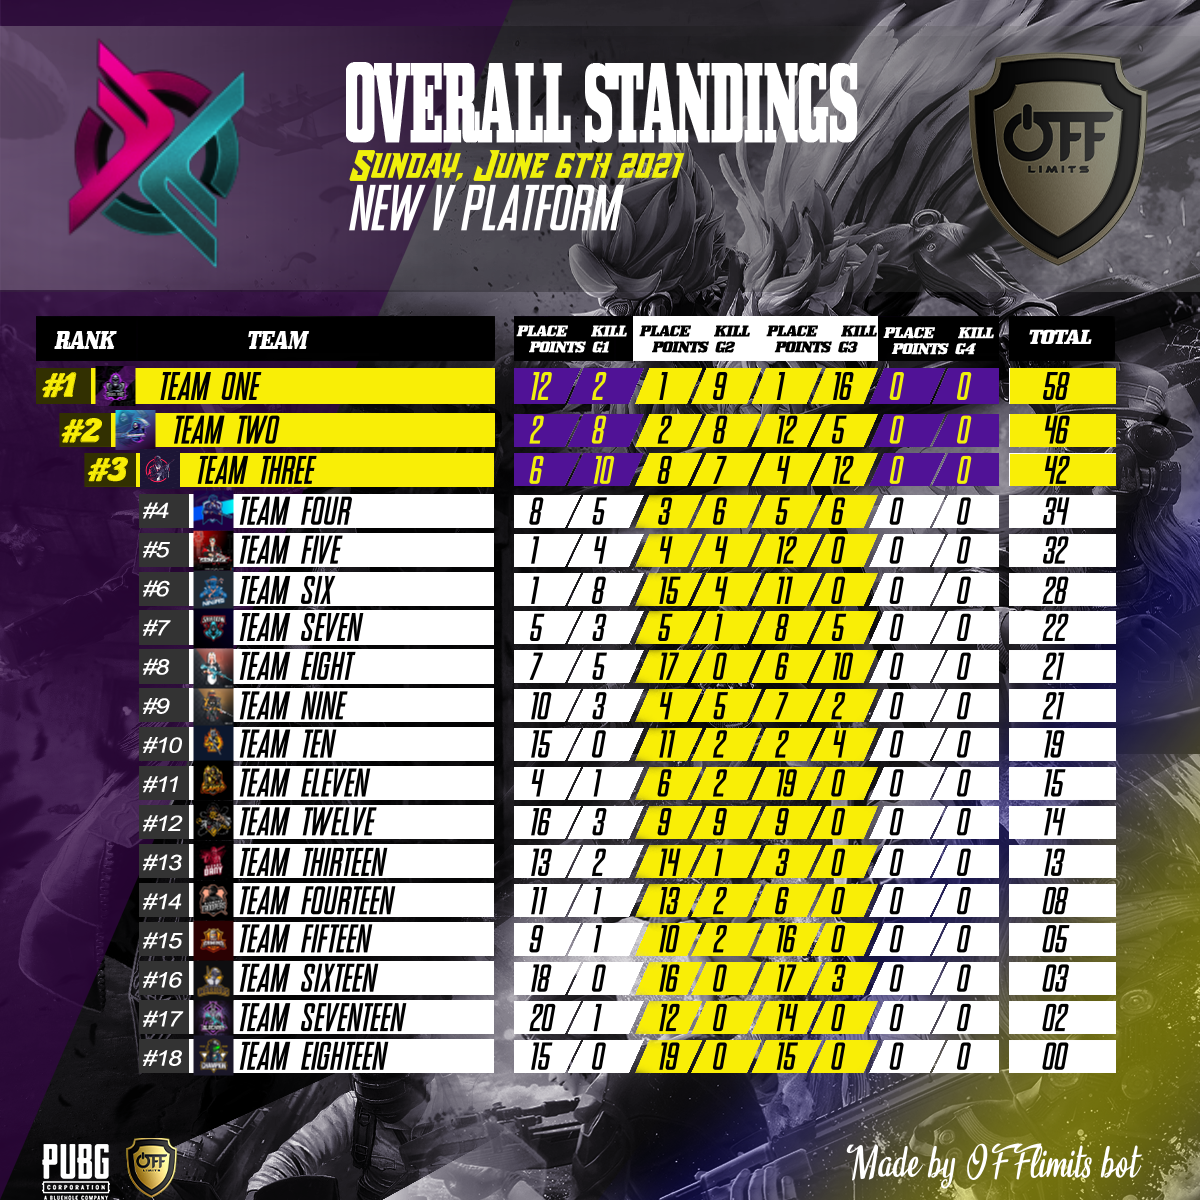 OVERALL STANDINGS
SUNDAY, JUNE 6TH 2021
NEW V PLATFORM
OFF
LIMITS
RANK TEAM PLACE POINTS KILL G1 PLACE POINTS KILL G2 PLACE POINTS KILL G3 PLACE POINTS KILL G4 TOTAL
#1 TEAM ONE 12 / 2 1 / 9 1 / 16 0 / 0 58
#2 TEAM TWO 2 / 8 2 / 8 12 / 5 0 / 0 46
#3 TEAM THREE 6 / 10 8 / 7 4 / 12 0 / 0 42
#4 TEAM FOUR 8 / 5 3 / 6 5 / 6 0 / 0 34
#5 TEAM FIVE 1 / 4 4 / 4 12 / 0 0 / 0 32
#6 TEAM SIX 1 / 8 15 / 4 11 / 0 0 / 0 28
#7 TEAM SEVEN 5 / 3 5 / 1 8 / 5 0 / 0 22
#8 TEAM EIGHT 7 / 5 17 / 0 6 / 10 0 / 0 21
#9 TEAM NINE 10 / 3 4 / 5 7 / 2 0 / 0 21
#10 TEAM TEN 15 / 0 11 / 2 2 / 4 0 / 0 19
#11 TEAM ELEVEN 4 / 1 6 / 2 19 / 0 0 / 0 15
#12 TEAM TWELVE 16 / 3 9 / 9 9 / 0 0 / 0 14
#13 TEAM THIRTEEN 13 / 2 14 / 1 3 / 0 0 / 0 13
#14 TEAM FOURTEEN 11 / 1 13 / 2 6 / 0 0 / 0 08
#15 TEAM FIFTEEN 9 / 1 10 / 2 16 / 0 0 / 0 05
#16 TEAM SIXTEEN 18 / 0 16 / 0 17 / 3 0 / 0 03
#17 TEAM SEVENTEEN 20 / 1 12 / 0 14 / 0 0 / 0 02
#18 TEAM EIGHTEEN 15 / 0 19 / 0 15 / 0 0 / 0 00
PUBG
CORPORATION
A BLUEHOLE COMPANY
OFF
LIMITS
Made by OFFlimits bot